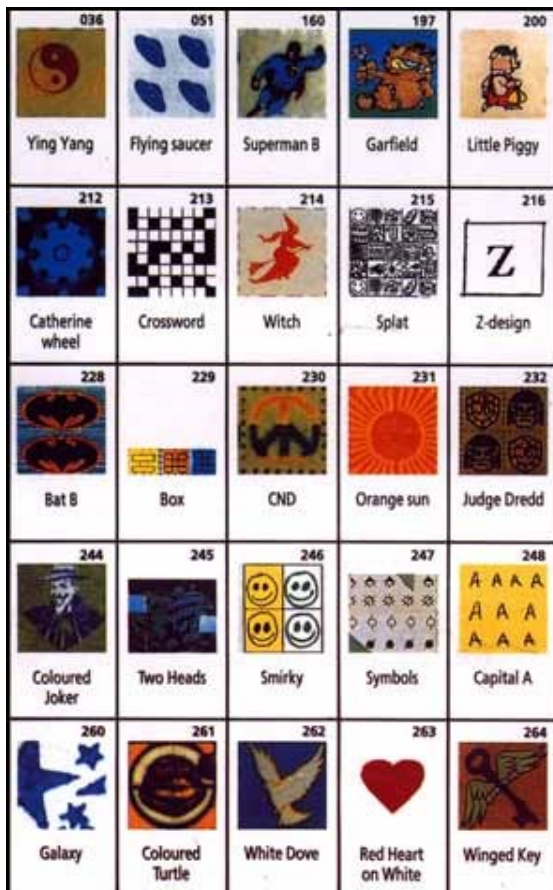 036 051 160 197 200
Ying Yang Flying saucer Superman B Garfield Little Piggy
212 213 214 215 216
Z
Catherine wheel Crossword Witch Splat Z-design
228 229 230 231 232
Bat B Box CND Orange sun Judge Dredd
244 245 246 247 248
A A A A
A A A
A A A
Coloured Joker Two Heads Smirky Symbols Capital A
260 261 262 263 264
Galaxy Coloured Turtle White Dove Red Heart on White Winged Key